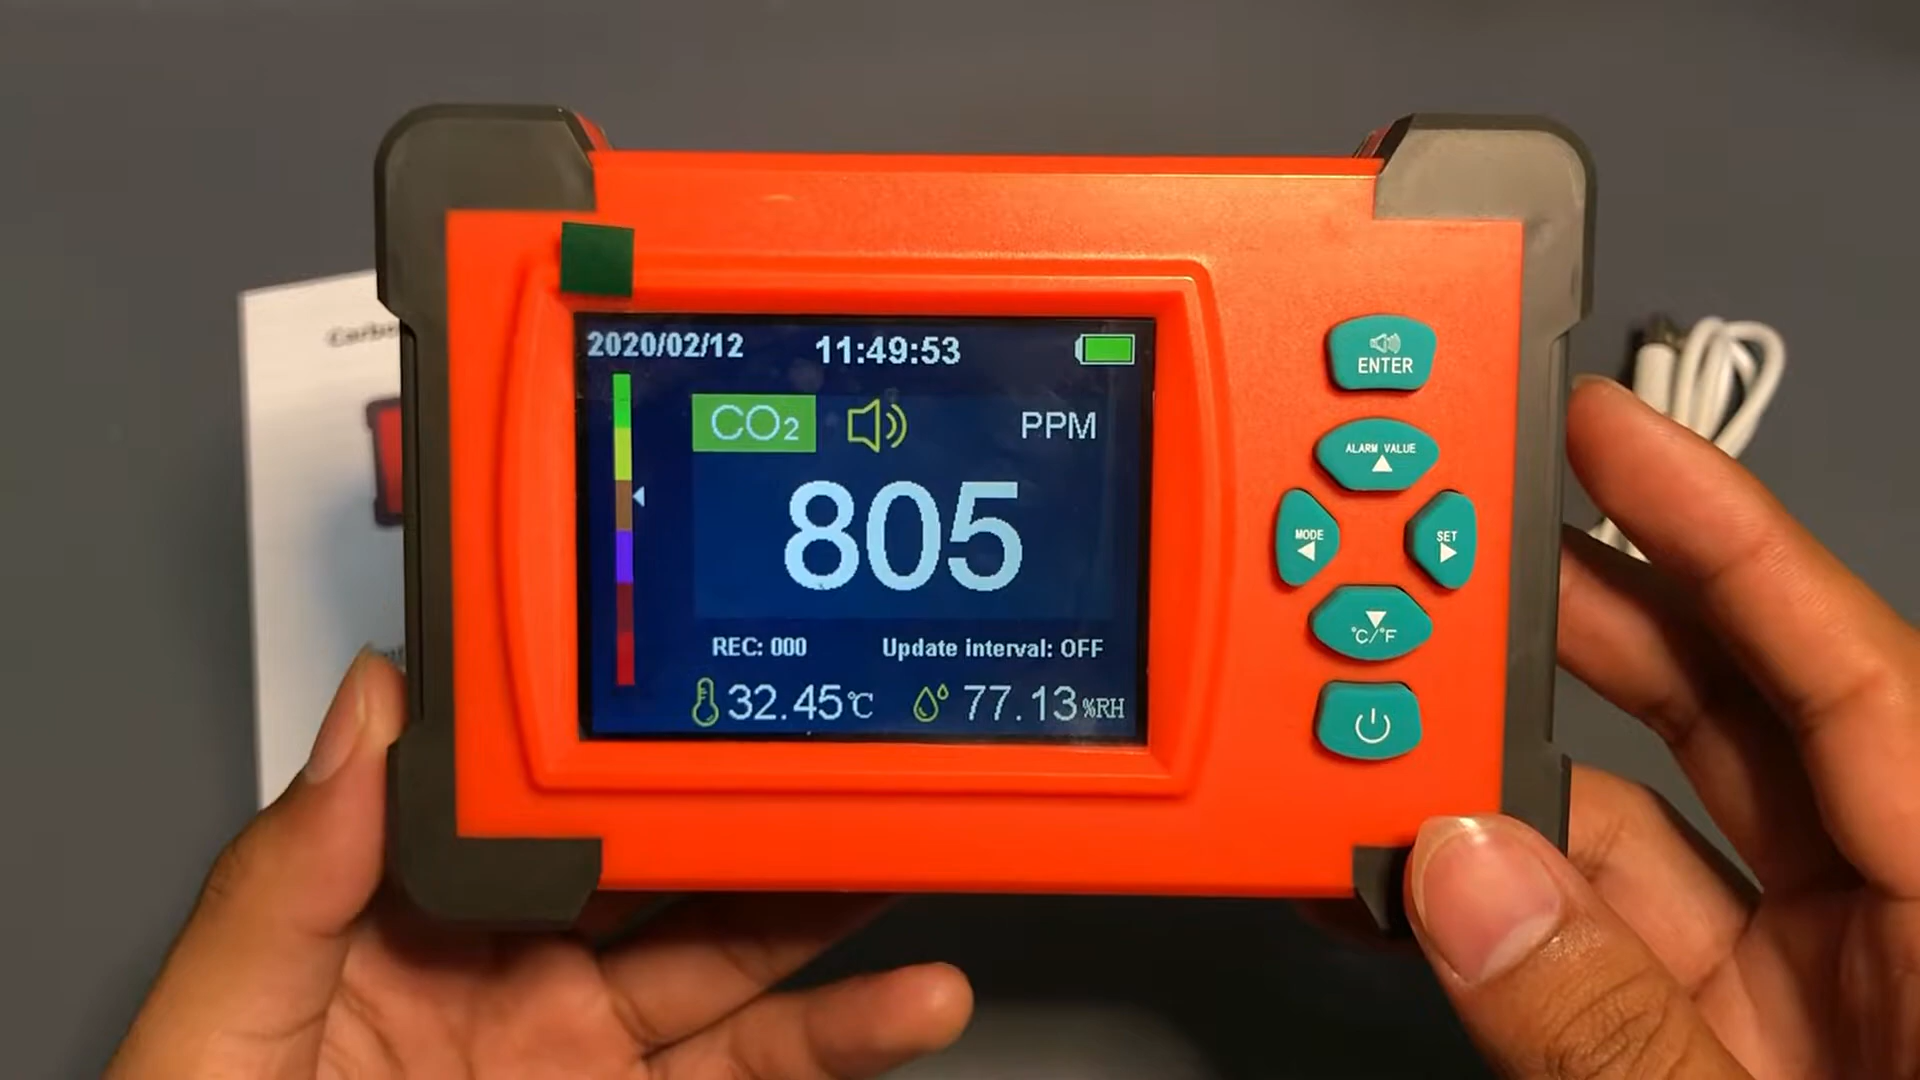 2020/02/12 11:49:53
CO₂ PPM
805
REC: 000 Update interval: OFF
32.45℃ 77.13%RH
ENTER
ALARM VALUE
MODE
SET
°C/°F